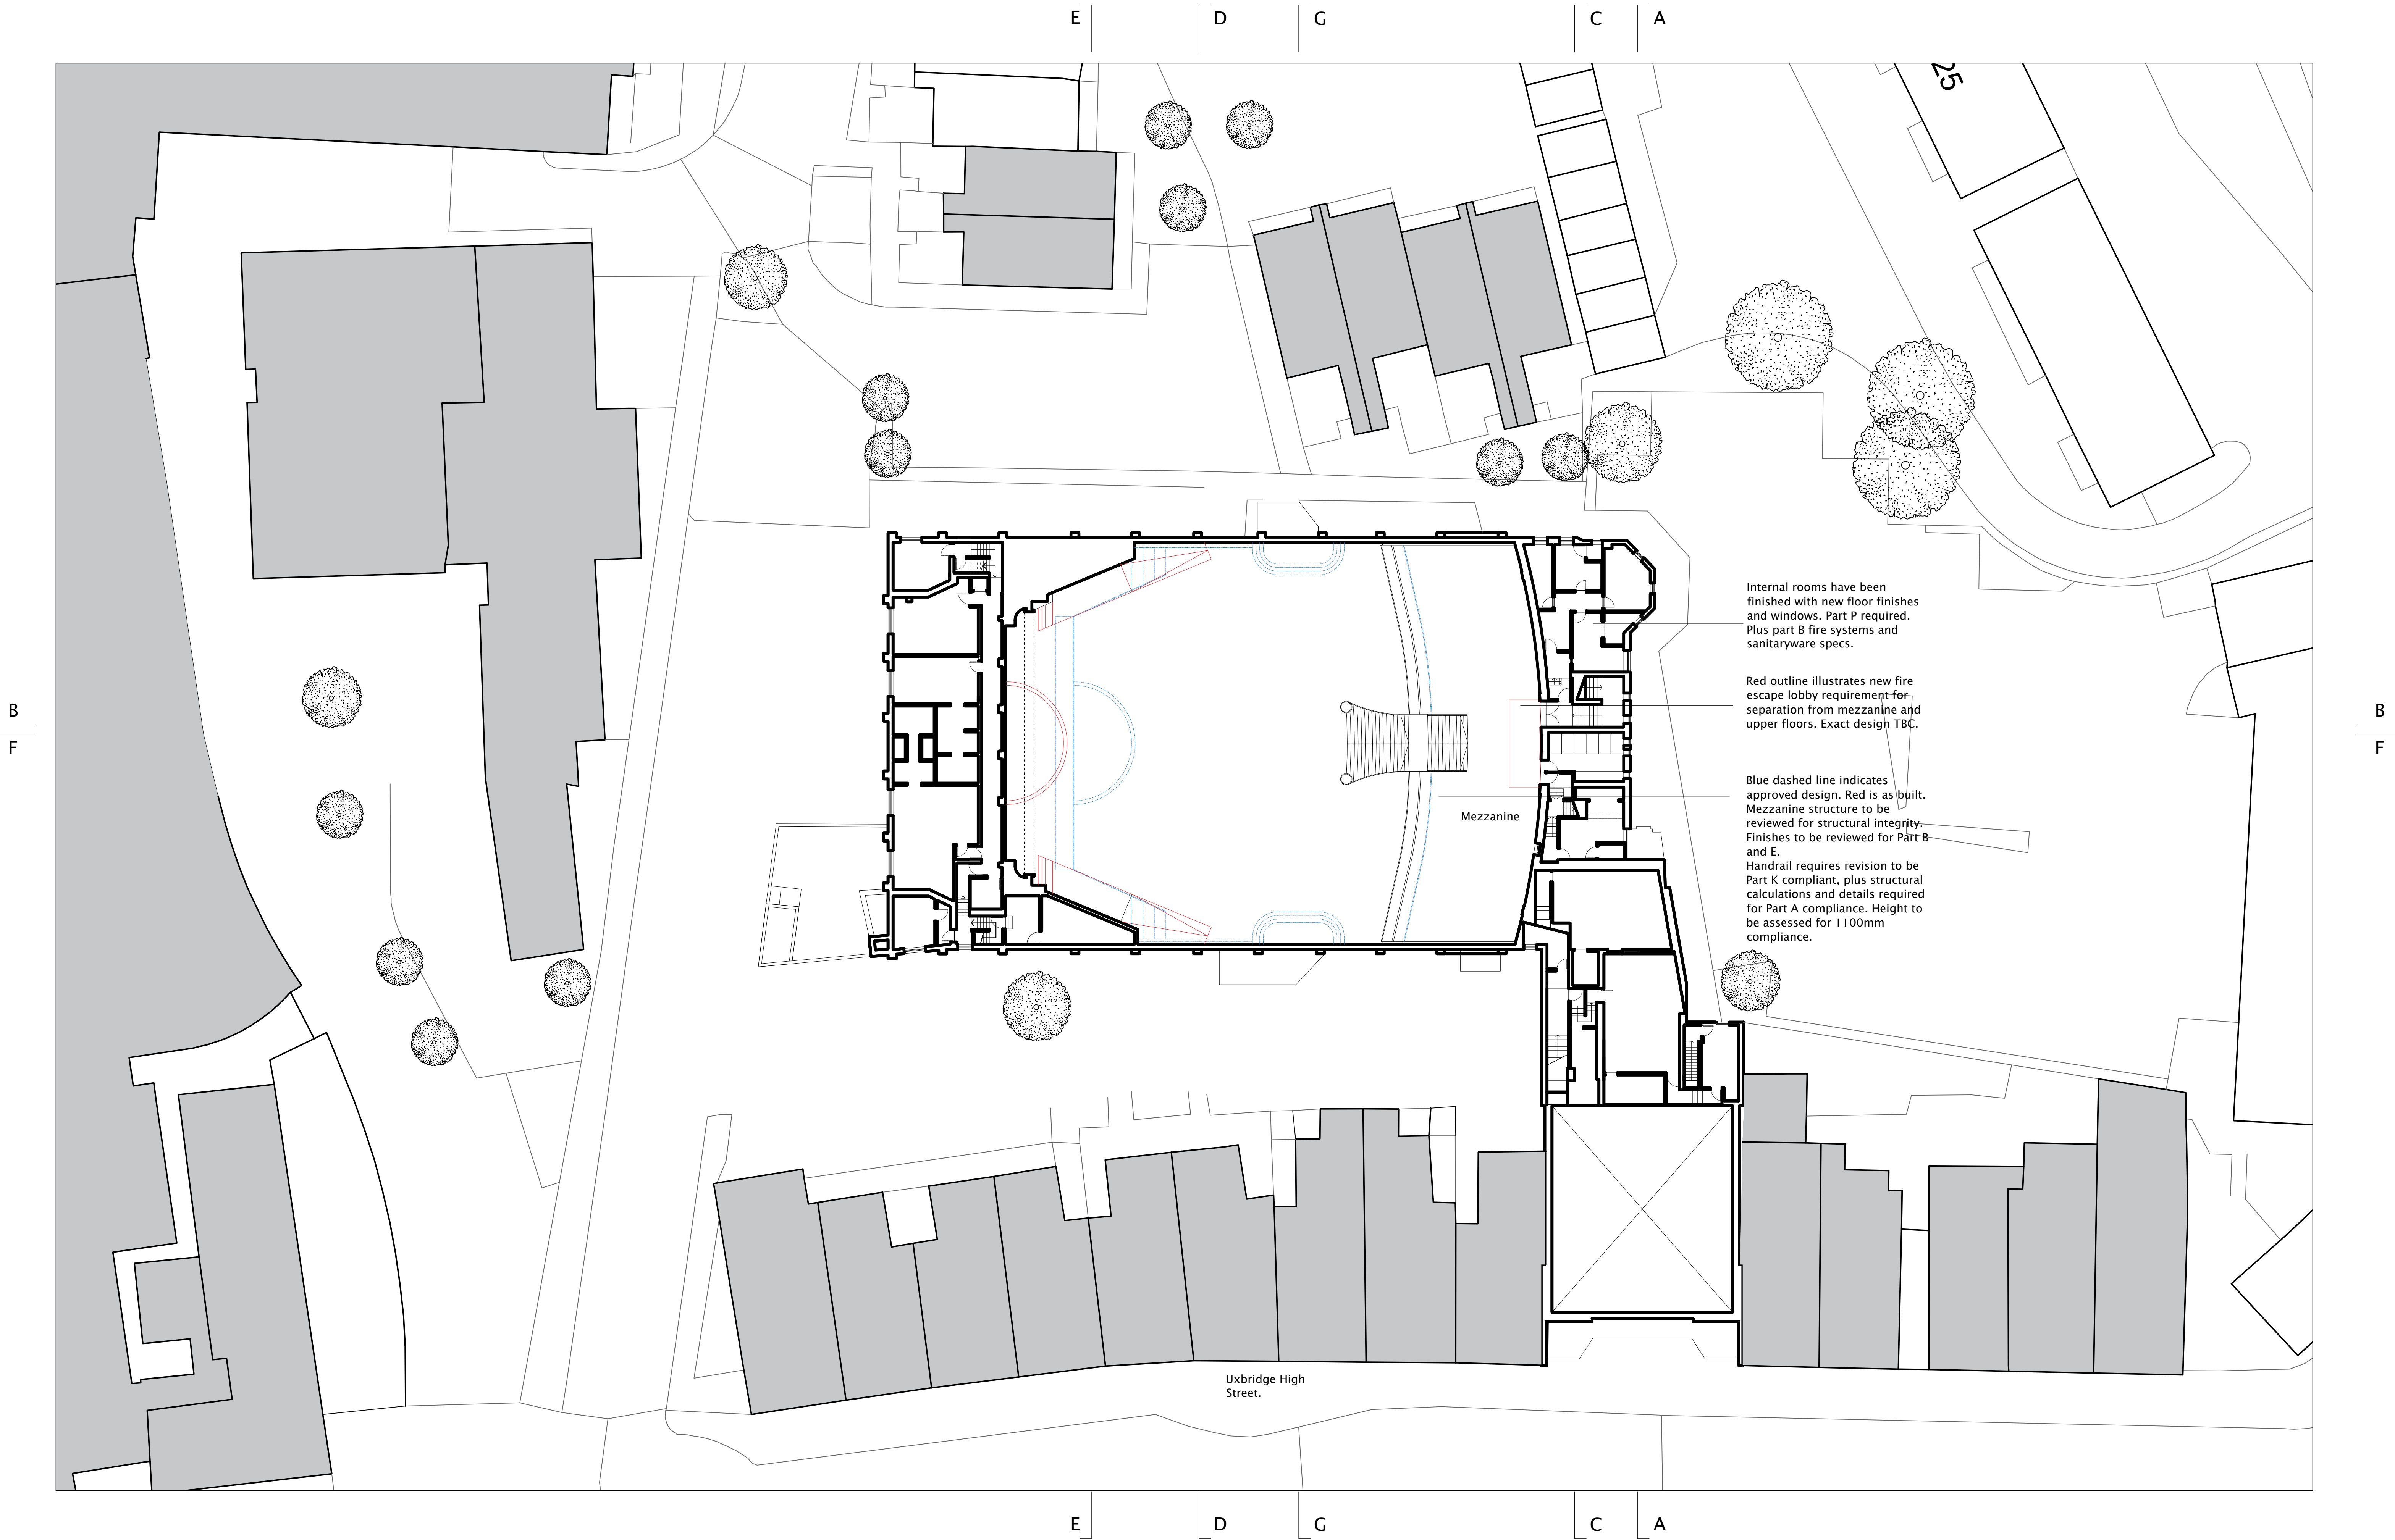 E
D
G
C
A
25
Internal rooms have been
finished with new floor finishes
and windows. Part P required.
Plus part B fire systems and
sanitaryware specs.
Red outline illustrates new fire
escape lobby requirement for
separation from mezzanine and
upper floors. Exact design TBC.
B
F
B
F
Blue dashed line indicates
approved design. Red is as built.
Mezzanine structure to be
reviewed for structural integrity.
Finishes to be reviewed for Part B
and E.
Handrail requires revision to be
Part K compliant, plus structural
calculations and details required
for Part A compliance. Height to
be assessed for 1100mm
compliance.
Mezzanine
Uxbridge High
Street.
E
D
G
C
A